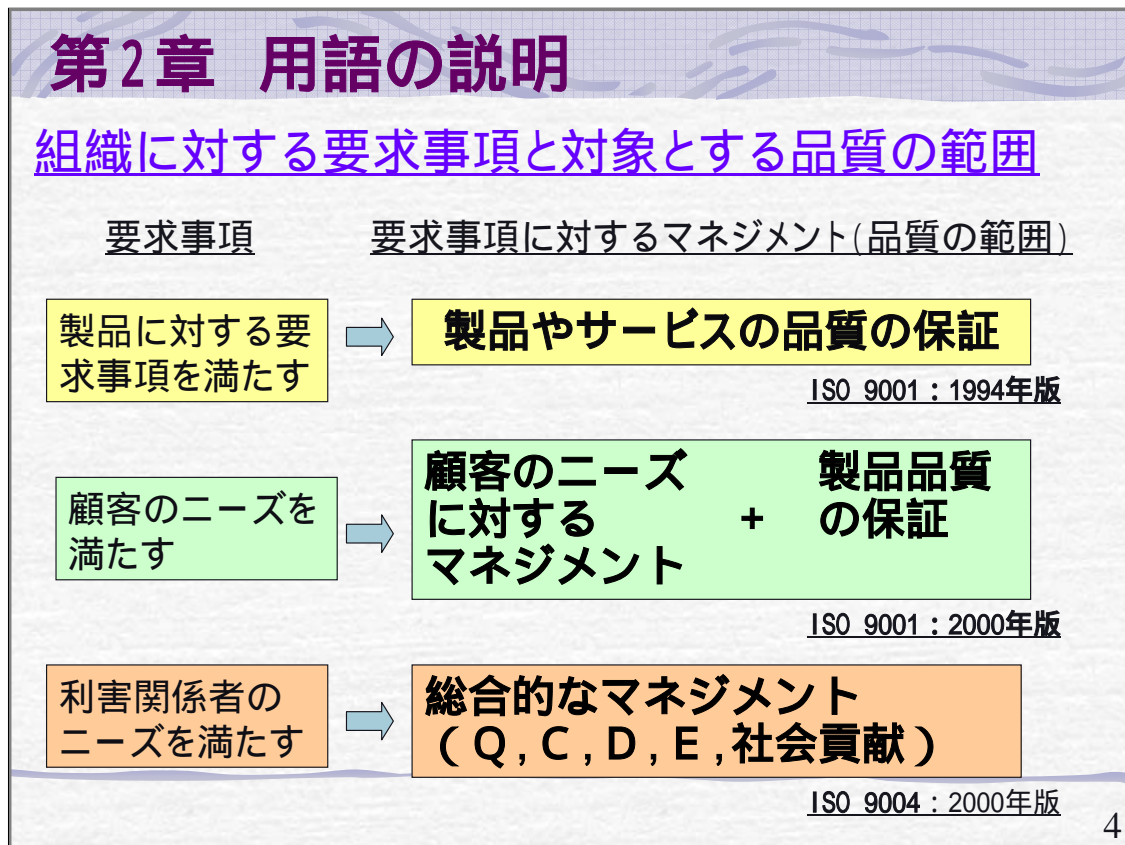 第2章 用語の説明
組織に対する要求事項と対象とする品質の範囲
要求事項
要求事項に対するマネジメント(品質の範囲)
製品に対する要
求事項を満たす
製品やサービスの品質の保証
ISO 9001：1994年版
顧客のニーズを
満たす
顧客のニーズ 製品品質
に対する + の保証
マネジメント
ISO 9001：2000年版
利害関係者の
ニーズを満たす
総合的なマネジメント
（Q,C,D,E,社会貢献）
ISO 9004：2000年版
4